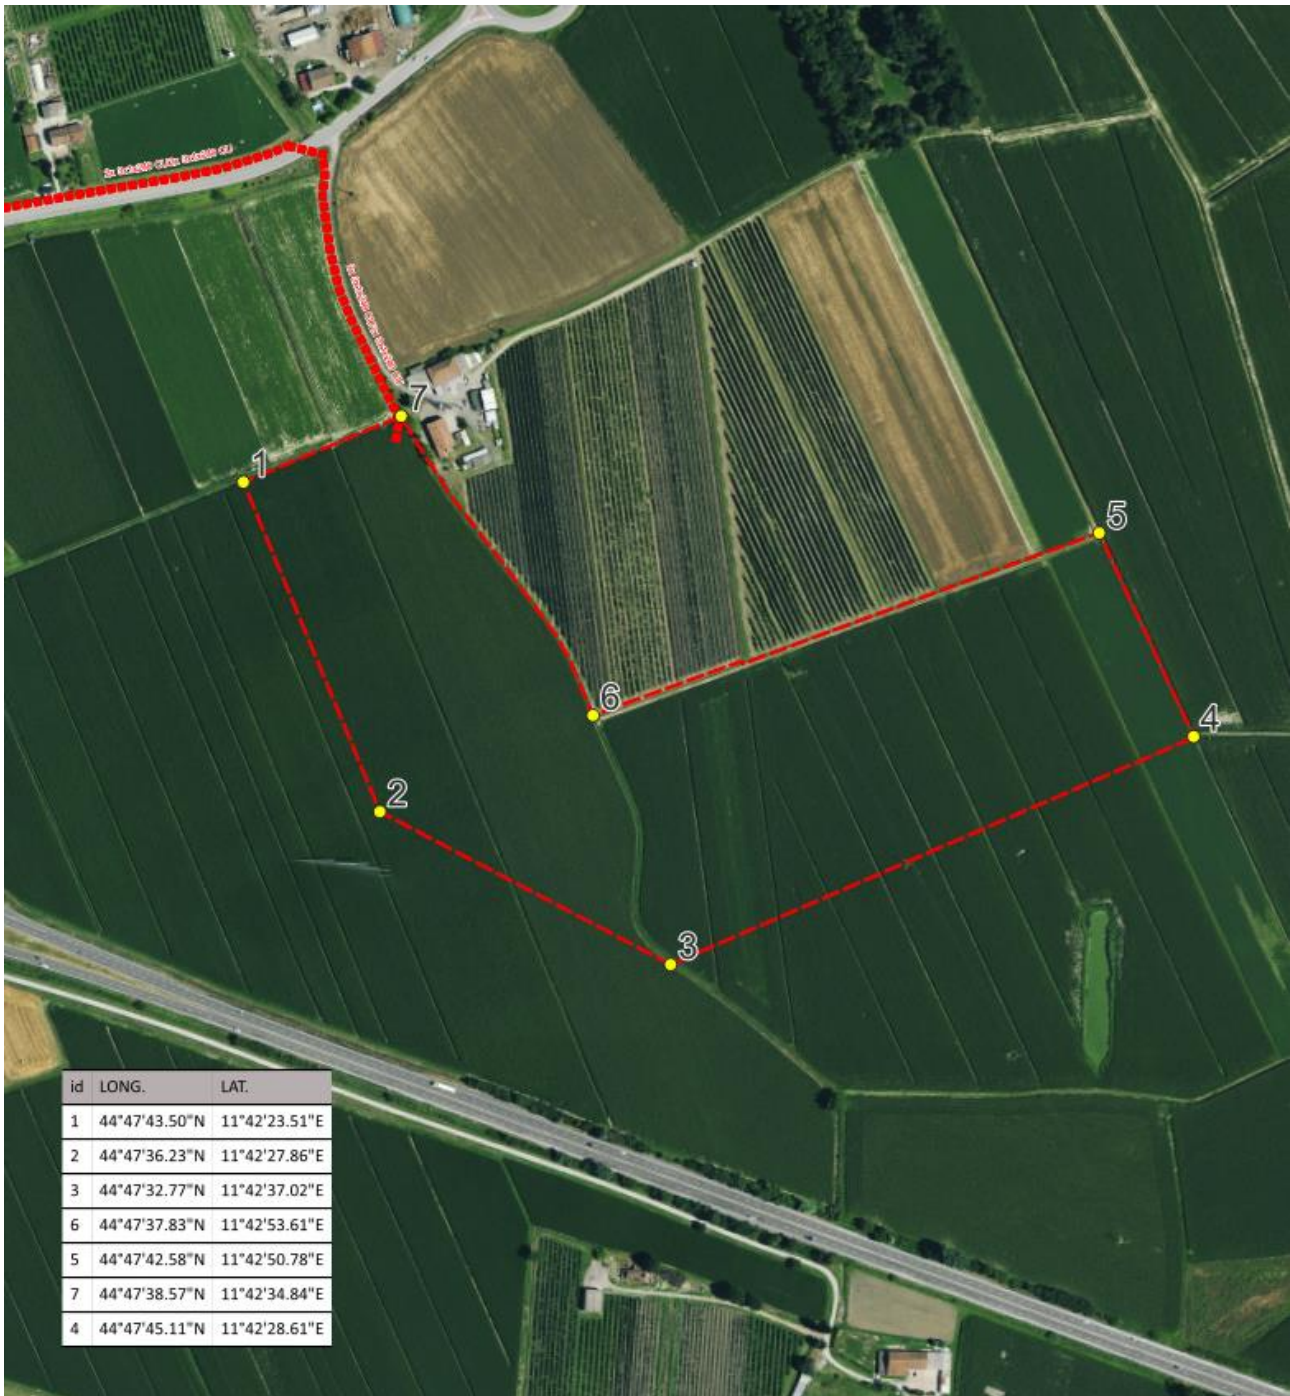 7
1
5
6
4
2
3
id LONG. LAT.
1 44°47'43.50"N 11°42'23.51"E
2 44°47'36.23"N 11°42'27.86"E
3 44°47'32.77"N 11°42'37.02"E
6 44°47'37.83"N 11°42'53.61"E
5 44°47'42.58"N 11°42'50.78"E
7 44°47'38.57"N 11°42'34.84"E
4 44°47'45.11"N 11°42'28.61"E